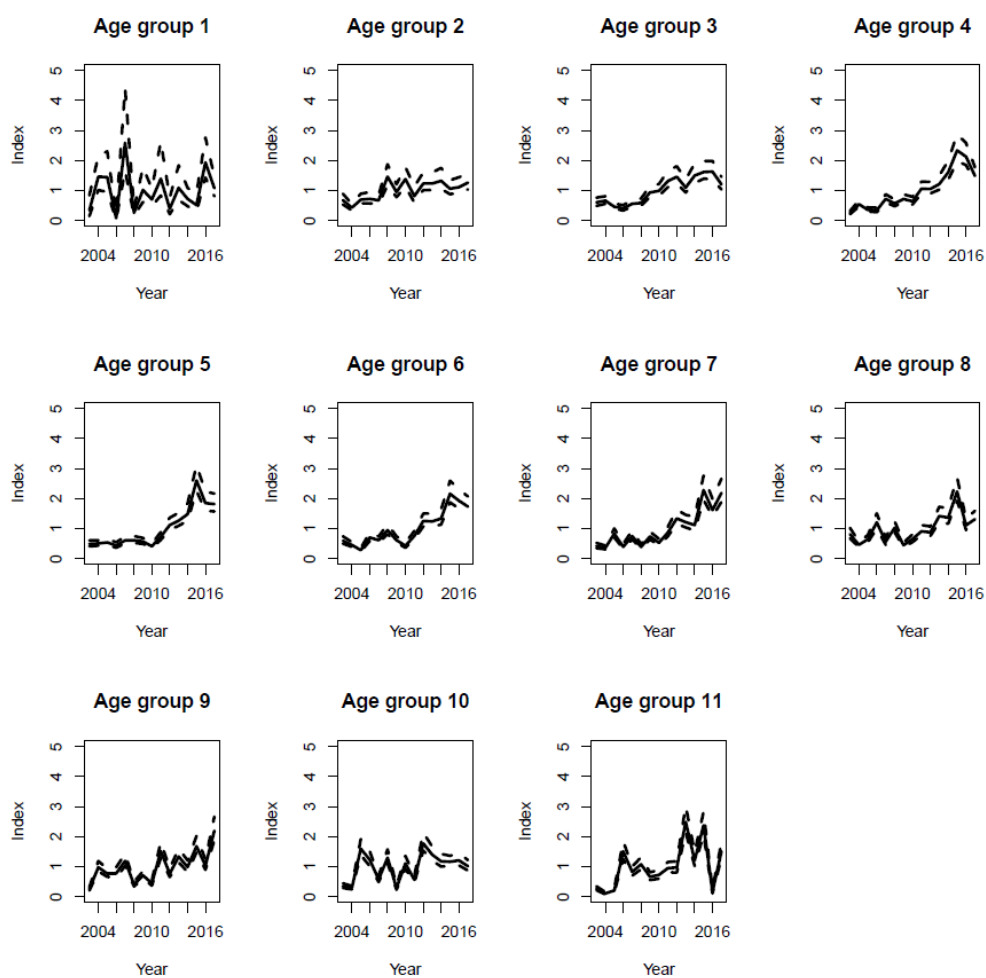 Age group 1
Age group 2
Age group 3
Age group 4
Index
5
4
3
2
1
0
2004 2010 2016
Year
Index
5
4
3
2
1
0
2004 2010 2016
Year
Index
5
4
3
2
1
0
2004 2010 2016
Year
Index
5
4
3
2
1
0
2004 2010 2016
Year
Age group 5
Age group 6
Age group 7
Age group 8
Index
5
4
3
2
1
0
2004 2010 2016
Year
Index
5
4
3
2
1
0
2004 2010 2016
Year
Index
5
4
3
2
1
0
2004 2010 2016
Year
Index
5
4
3
2
1
0
2004 2010 2016
Year
Age group 9
Age group 10
Age group 11
Index
5
4
3
2
1
0
2004 2010 2016
Year
Index
5
4
3
2
1
0
2004 2010 2016
Year
Index
5
4
3
2
1
0
2004 2010 2016
Year